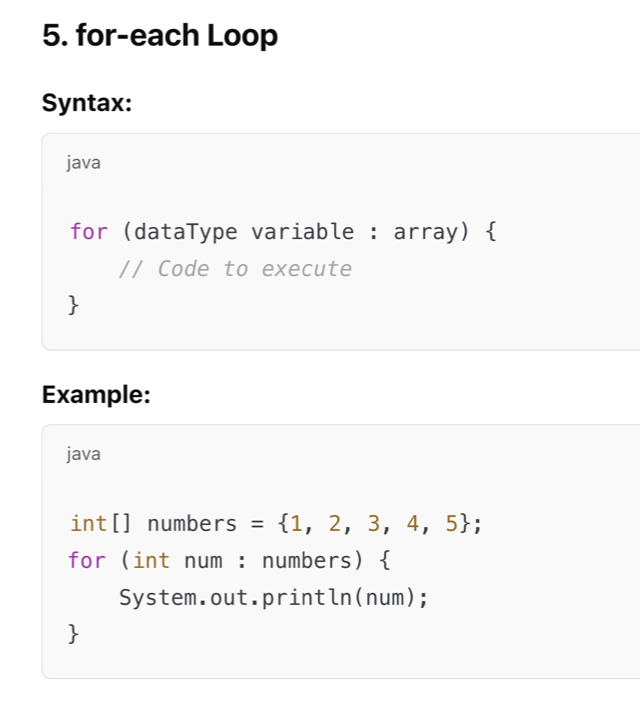 5. for-each Loop
Syntax:
java
for (dataType variable : array) {
    // Code to execute
}
Example:
java
int[] numbers = {1, 2, 3, 4, 5};
for (int num : numbers) {
    System.out.println(num);
}